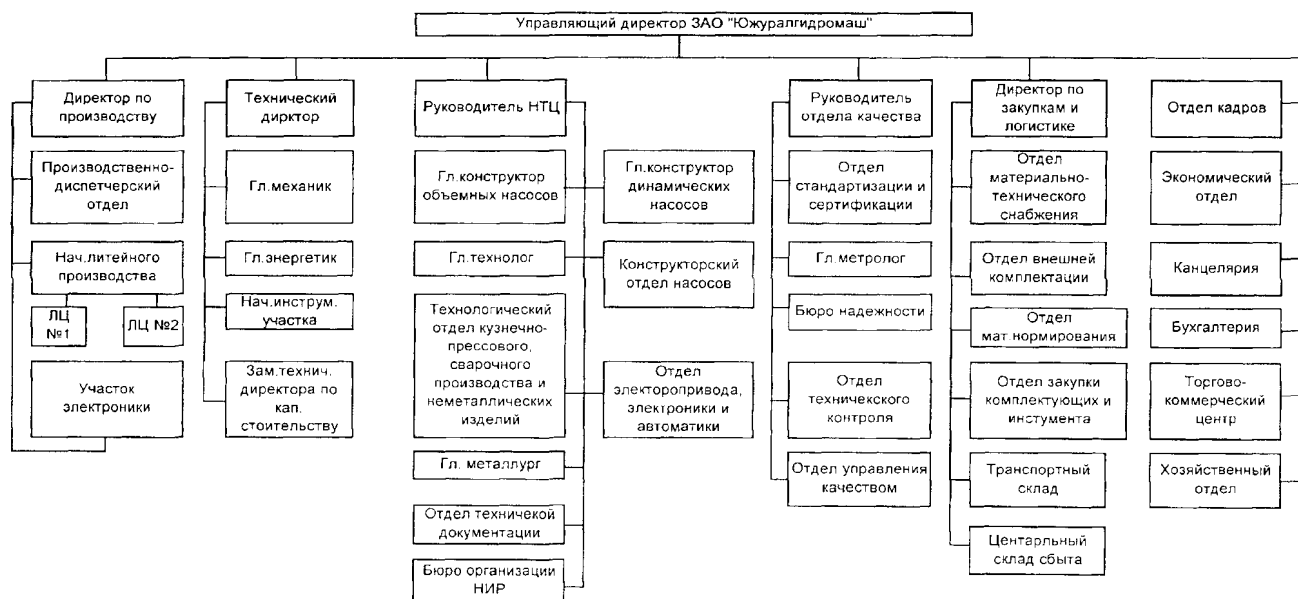 Управляющий директор ЗАО "Южуралгидромаш"
Директор по
производству
Производственно-
диспетчерский
отдел
Нач.литейного
производства
ЛЦ
№1
ЛЦ №2
Участок
электроники
Технический
дирктор
Гл.механик
Гл.энергетик
Нач.инструм.
участка
Зам.технич.
директора по
кап.
стоительству
Руководитель НТЦ
Гл.конструктор
объемных насосов
Гл.технолог
Технологический
отдел кузнечно-
прессового,
сварочного
производства и
неметаллических
изделий
Гл. металлург
Отдел техничекой
документации
Бюро организации
НИР
Гл.конструктор
динамических
насосов
Конструкторский
отдел насосов
Отдел
электоропривода,
электроники и
автоматики
Руководитель
отдела качества
Отдел
стандартизации и
сертификации
Гл.метролог
Бюро надежности
Отдел
техничекского
контроля
Отдел управления
качеством
Директор по
закупкам и
логистике
Отдел
материально-
технического
снабжения
Отдел внешней
комплектации
Отдел
мат.нормирования
Отдел закупки
комплектующих и
инстумента
Транспортный
склад
Центарльный
склад сбыта
Отдел кадров
Экономический
отдел
Канцелярия
Бухгалтерия
Торгово-
коммерческий
центр
Хозяйственный
отдел